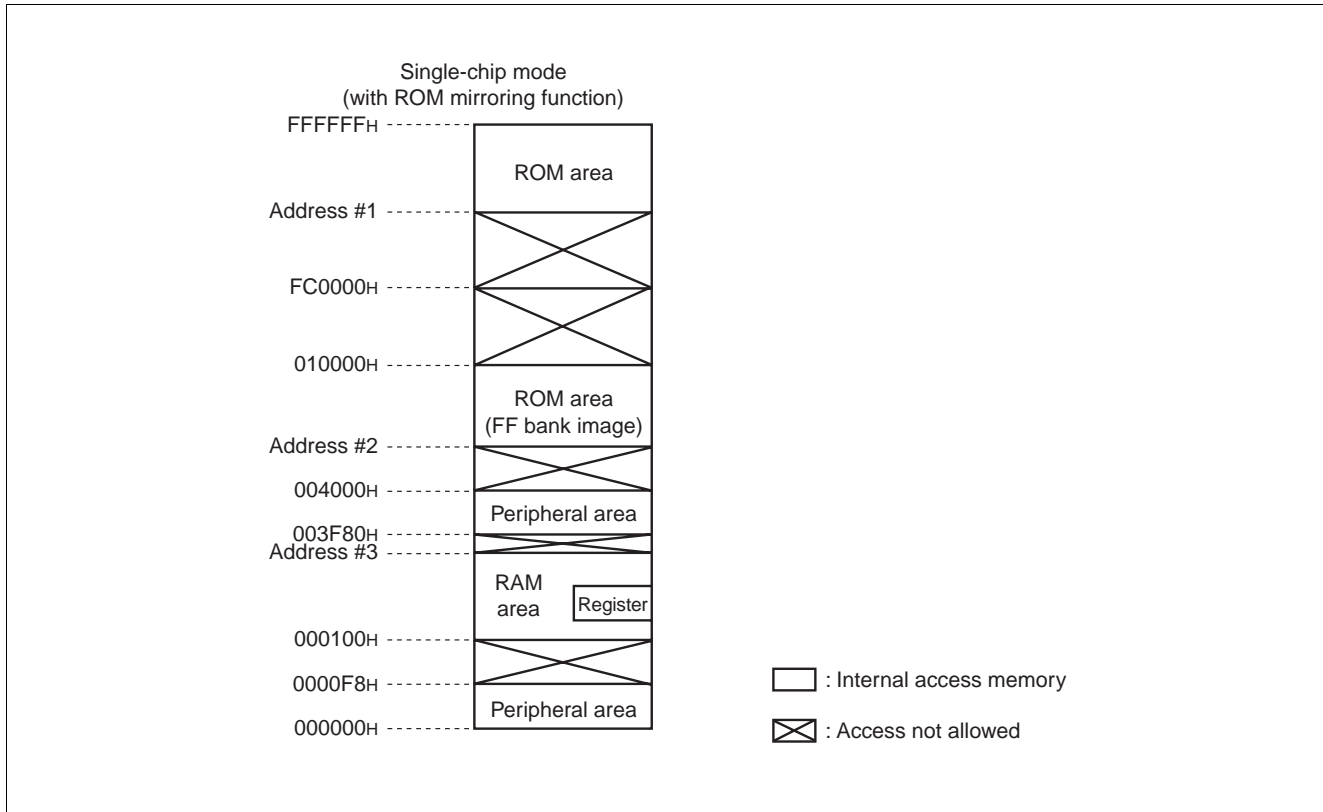 Single-chip mode
(with ROM mirroring function)
FFFFFFH
ROM area
Address #1
FC0000H
010000H
ROM area
(FF bank image)
Address #2
004000H
Peripheral area
003F80H
Address #3
RAM
area
Register
000100H
0000F8H
Peripheral area
000000H
: Internal access memory
: Access not allowed